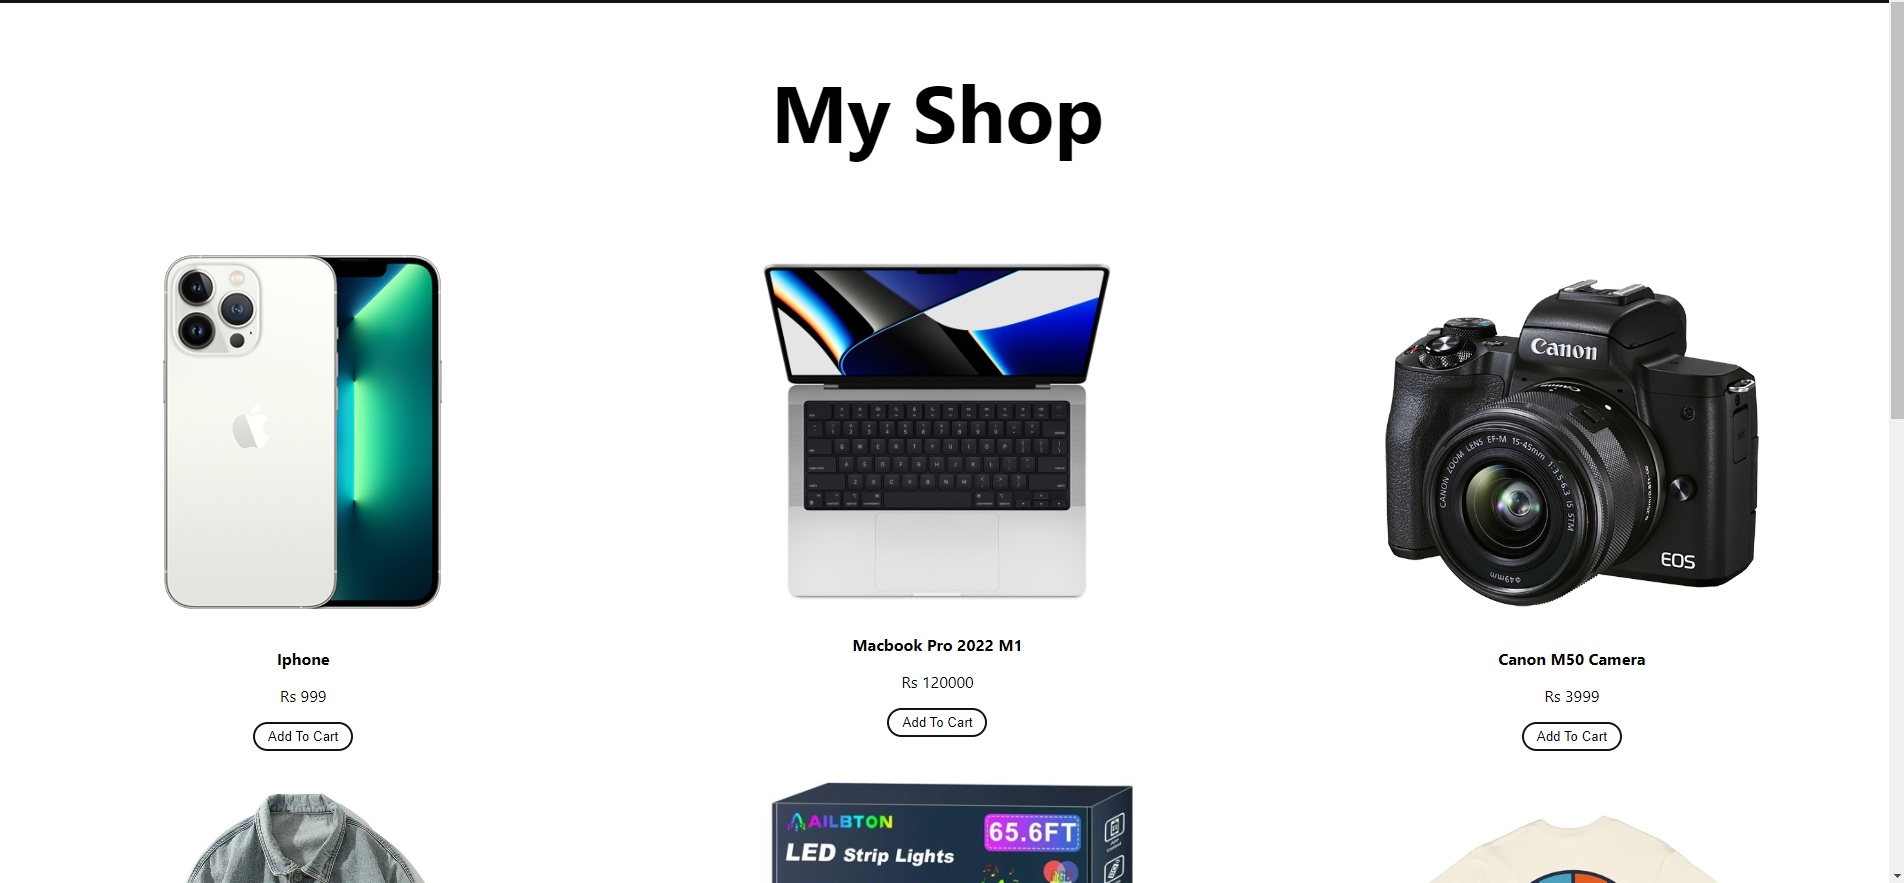 My Shop
Canon
Canon
CANON ZOOM LENS EF-M 15-45mm 1:3.5-6.3 IS STM
Φ49mm
EOS
Iphone
Rs 999
Add To Cart
Macbook Pro 2022 M1
Rs 120000
Add To Cart
Canon M50 Camera
Rs 3999
Add To Cart
AILBTON
65.6FT
LED Strip Lights